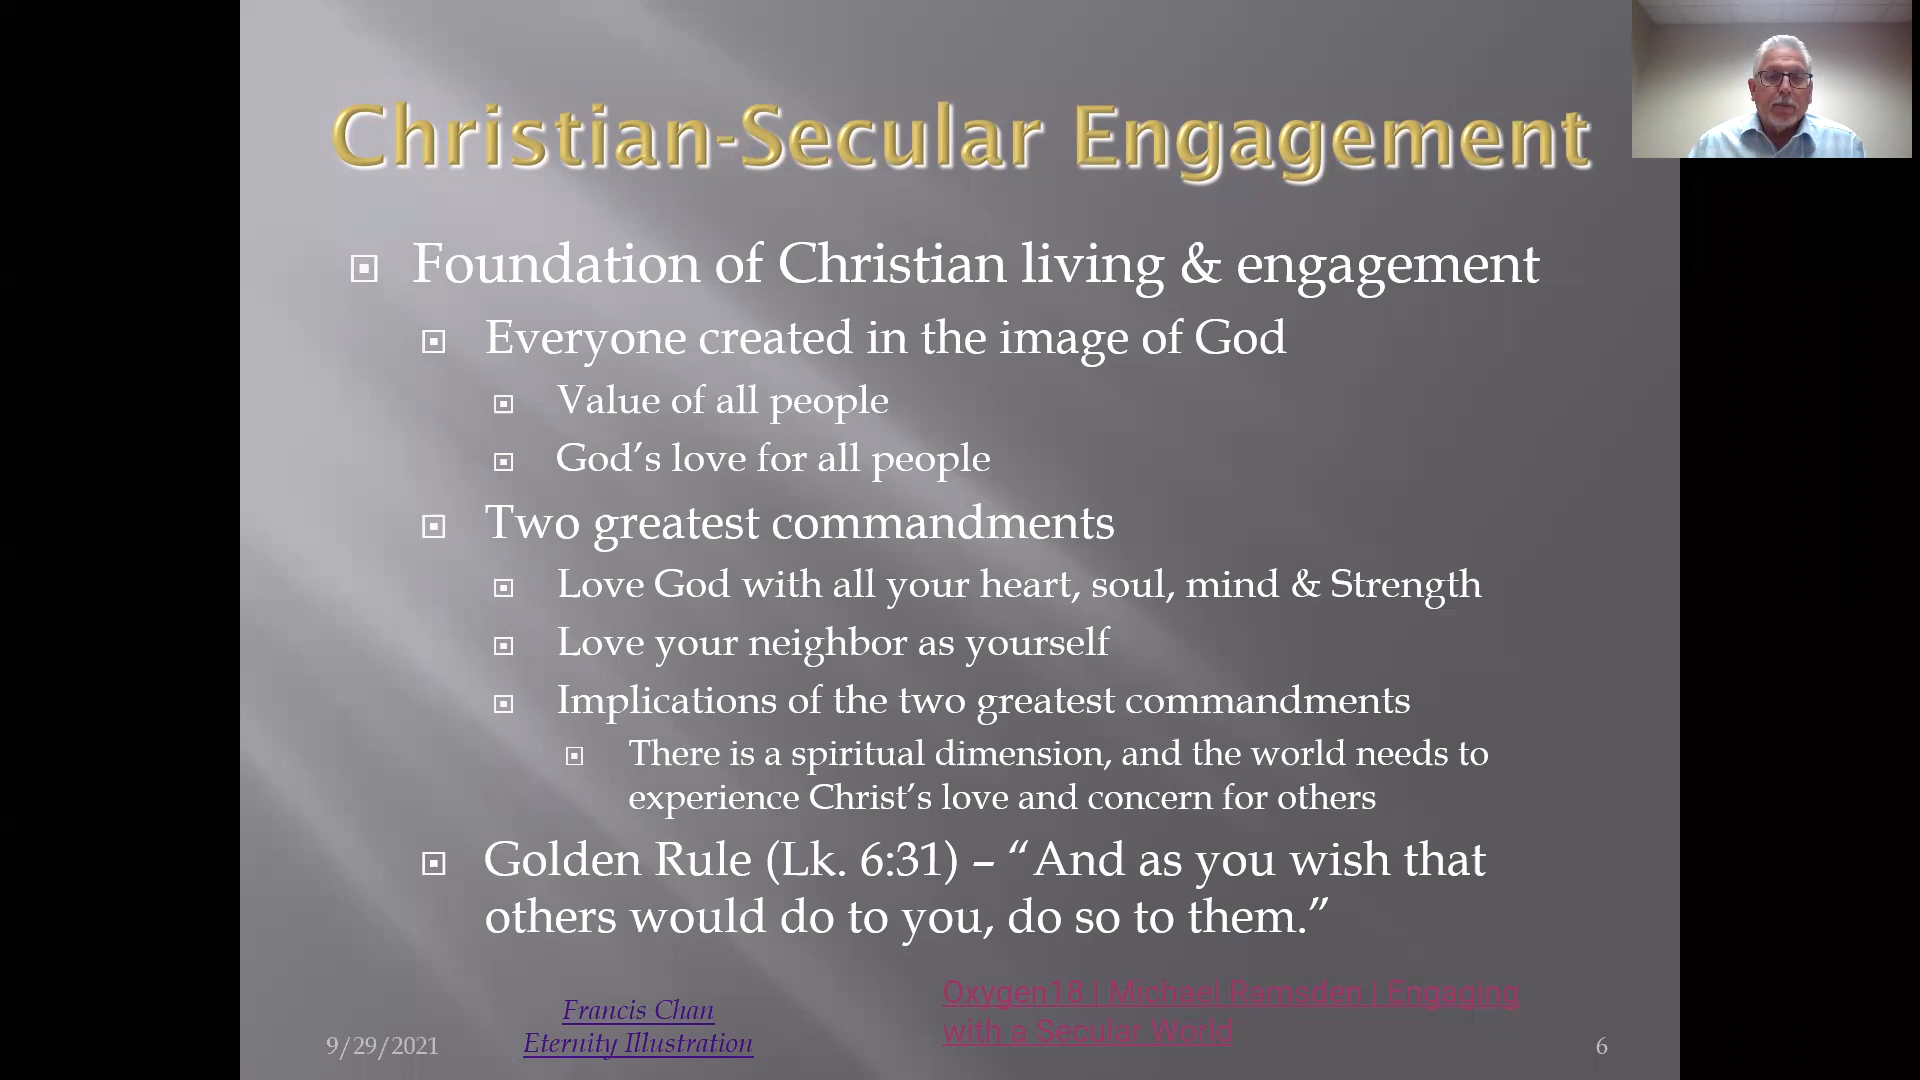 Christian-Secular Engagement
Foundation of Christian living & engagement
Everyone created in the image of God
Value of all people
God’s love for all people
Two greatest commandments
Love God with all your heart, soul, mind & Strength
Love your neighbor as yourself
Implications of the two greatest commandments
There is a spiritual dimension, and the world needs to
experience Christ’s love and concern for others
Golden Rule (Lk. 6:31) – “And as you wish that
others would do to you, do so to them.”
9/29/2021
Francis Chan
Eternity Illustration
Oxygen18 | Michael Ramsden | Engaging
with a Secular World
6